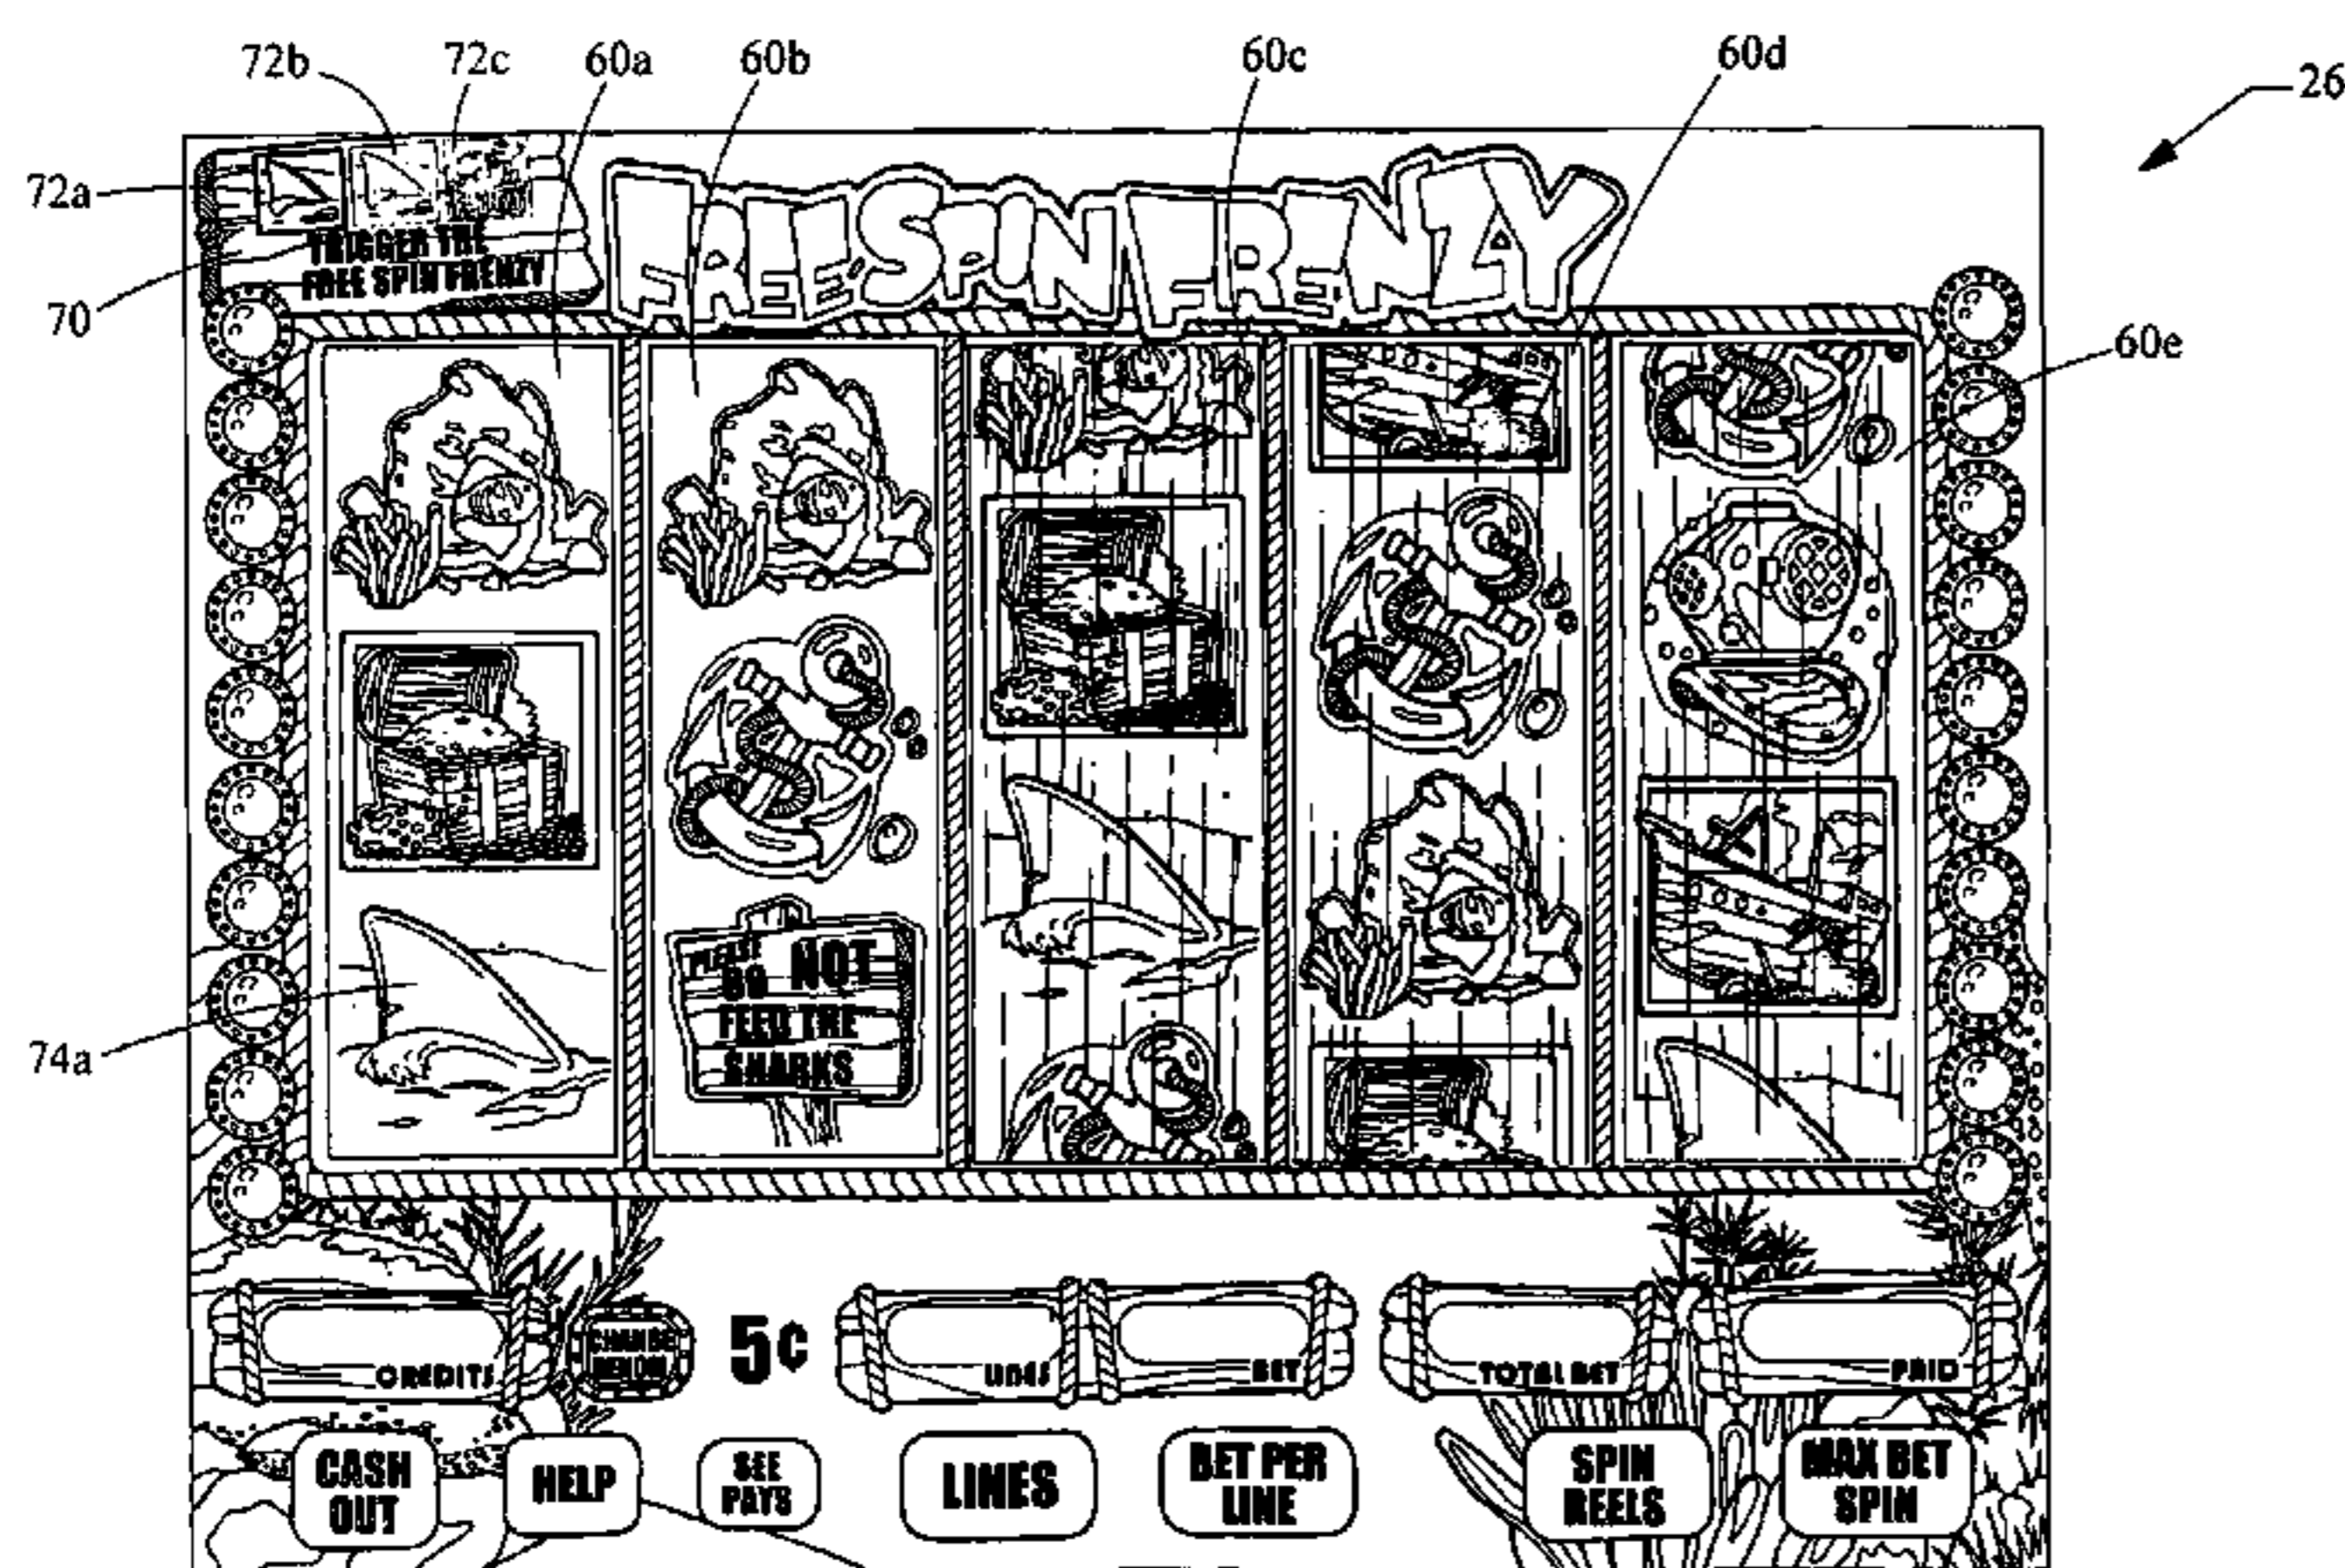 72b 72c 60a 60b 60c 60d
26
72a
TRIGGER THE
FREE SPIN FRENZY
FREE SPIN FRENZY
70
60e
PLEASE
DO NOT
FEED THE
SHARKS
74a
CREDITS
CHANGE
DENOM
5¢
LINES
BET
TOTAL BET
PAID
CASH
OUT
HELP
SEE
PAYS
LINES
BET PER
LINE
SPIN
REELS
MAX BET
SPIN